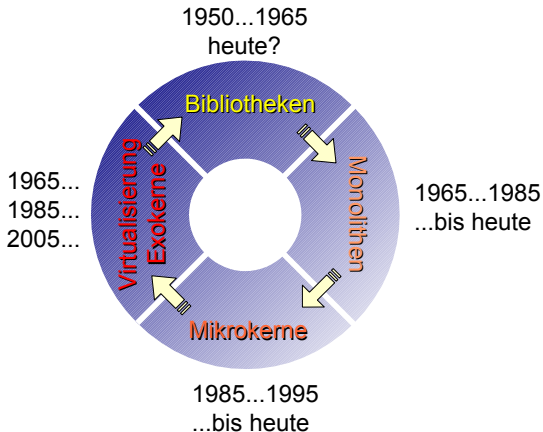 1950...1965
heute?
Bibliotheken
Monolithen
1965...1985
...bis heute
Mikrokerne
1985...1995
...bis heute
Virtualisierung
Exokerne
1965...
1985...
2005...